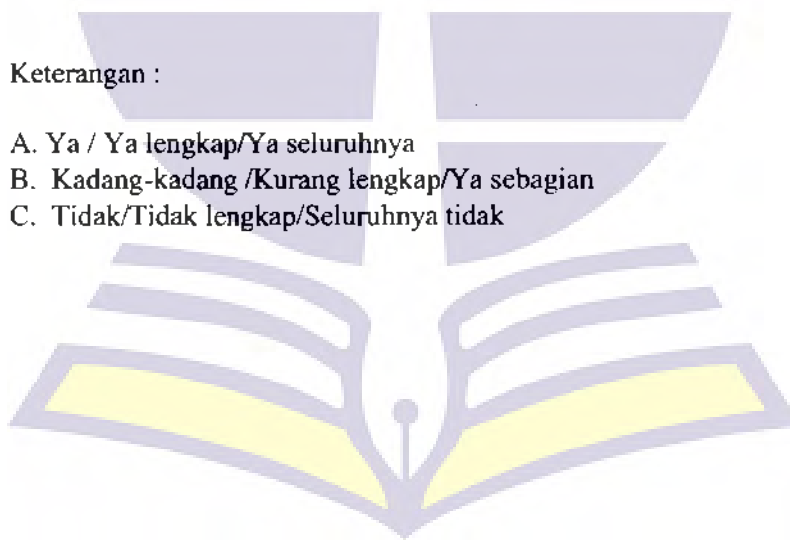 Keterangan :
A. Ya / Ya lengkap/Ya seluruhnya
B. Kadang-kadang /Kurang lengkap/Ya sebagian
C. Tidak/Tidak lengkap/Seluruhnya tidak